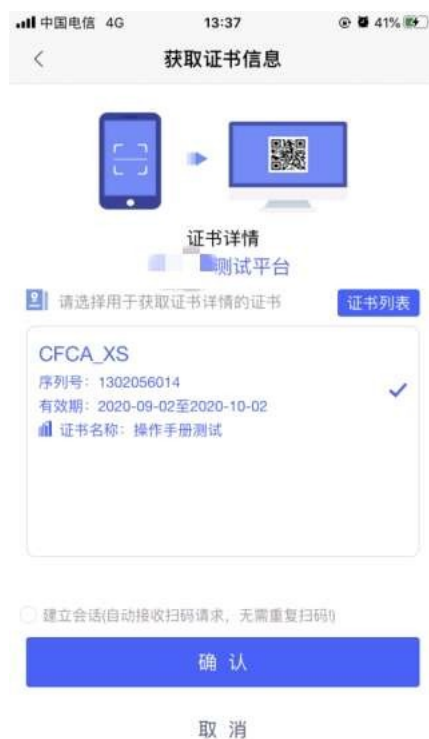 中国电信 4G 13:37 41%
获取证书信息
证书详情
测试平台
请选择用于获取证书详情的证书 证书列表
CFCA_XS
序列号：1302056014
有效期：2020-09-02至2020-10-02
证书名称：操作手册测试
建立会话(自动接收扫码请求，无需重复扫码!)
确 认
取 消